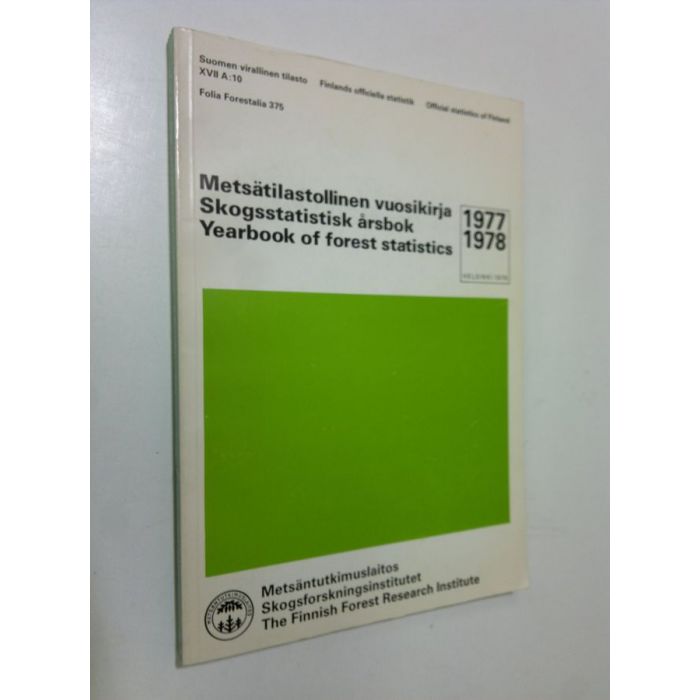 Suomen virallinen tilasto Finlands officiella statistik Official statistics of Finland
XVII A:10
Folia Forestalia 375
Metsätilastollinen vuosikirja
Skogsstatistisk årsbok
Yearbook of forest statistics
1977
1978
HELSINKI
Metsäntutkimuslaitos
Skogsforskningsinstitutet
The Finnish Forest Research Institute